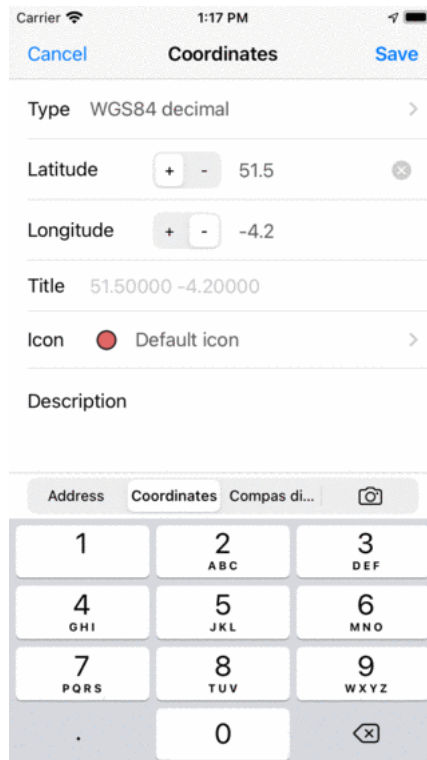 Carrier 1:17 PM
Cancel Coordinates Save
Type WGS84 decimal
Latitude + - 51.5
Longitude + - -4.2
Title 51.50000 -4.20000
Icon Default icon
Description
Address Coordinates Compas di...
1 2 3
ABC DEF
4 5 6
GHI JKL MNO
7 8 9
PQRS TUV WXYZ
. 0